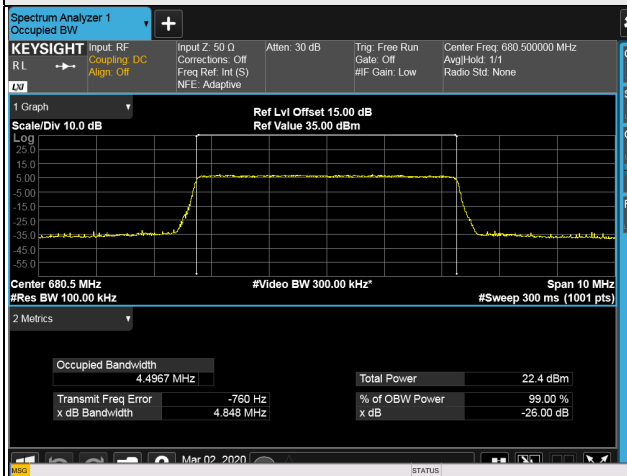 Spectrum Analyzer 1
Occupied BW
+
KEYSIGHT
RL
LXI
Input: RF
Coupling: DC
Align: Off
Input Z: 50 Ω
Corrections: Off
Freq Ref: Int (S)
NFE: Adaptive
Atten: 30 dB
Trig: Free Run
Gate: Off
#IF Gain: Low
Center Freq: 680.500000 MHz
Avg|Hold: 1/1
Radio Std: None
1 Graph
Scale/Div 10.0 dB
Ref Lvl Offset 15.00 dB
Ref Value 35.00 dBm
Log
25.0
15.0
5.00
-5.00
-15.0
-25.0
-35.0
-45.0
-55.0
Center 680.5 MHz
#Video BW 300.00 kHz*
Span 10 MHz
#Res BW 100.00 kHz
#Sweep 300 ms (1001 pts)
2 Metrics
Occupied Bandwidth
4.4967 MHz
Total Power 22.4 dBm
Transmit Freq Error -760 Hz
% of OBW Power 99.00 %
x dB Bandwidth 4.848 MHz
x dB -26.00 dB
Mar 02, 2020
MSG
STATUS